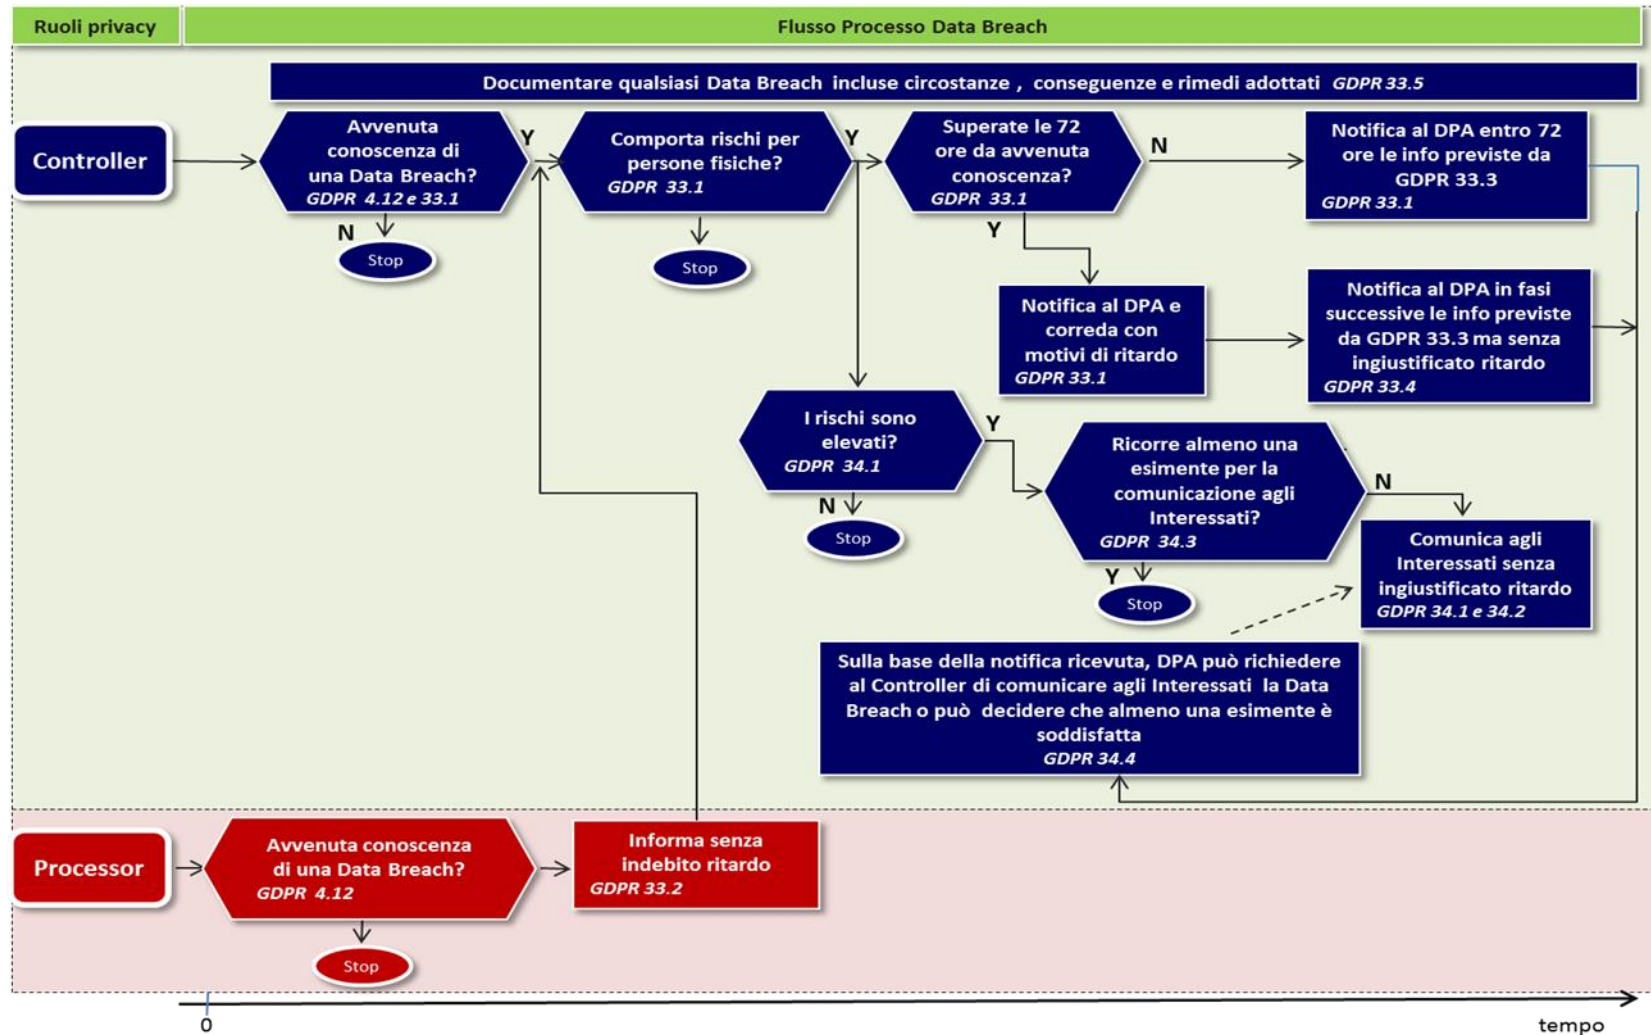 Ruoli privacy
Flusso Processo Data Breach
Documentare qualsiasi Data Breach incluse circostanze , conseguenze e rimedi adottati GDPR 33.5
Controller
Avvenuta
conoscenza di
una Data Breach?
GDPR 4.12 e 33.1
Y
N
Stop
Comporta rischi per
persone fisiche?
GDPR 33.1
Y
Stop
Superate le 72
ore da avvenuta
conoscenza?
GDPR 33.1
N
Y
Notifica al DPA entro 72
ore le info previste da
GDPR 33.3
GDPR 33.1
Notifica al DPA e
correda con
motivi di ritardo
GDPR 33.1
Notifica al DPA in fasi
successive le info previste
da GDPR 33.3 ma senza
ingiustificato ritardo
GDPR 33.4
I rischi sono
elevati?
GDPR 34.1
Y
N
Stop
Ricorre almeno una
esimente per la
comunicazione agli
Interessati?
GDPR 34.3
N
Y
Stop
Comunica agli
Interessati senza
ingiustificato ritardo
GDPR 34.1 e 34.2
Sulla base della notifica ricevuta, DPA può richiedere
al Controller di comunicare agli Interessati la Data
Breach o può decidere che almeno una esimente è
soddisfatta
GDPR 34.4
Processor
Avvenuta conoscenza
di una Data Breach?
GDPR 4.12
Stop
Informa senza
indebito ritardo
GDPR 33.2
0
tempo